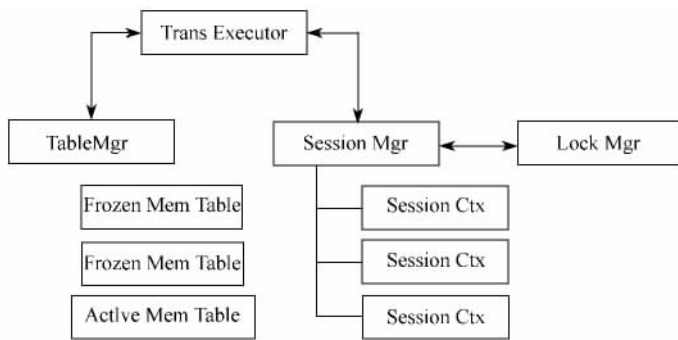 Trans Executor
TableMgr
Session Mgr
Lock Mgr
Frozen Mem Table
Session Ctx
Frozen Mem Table
Session Ctx
Actlve Mem Table
Session Ctx